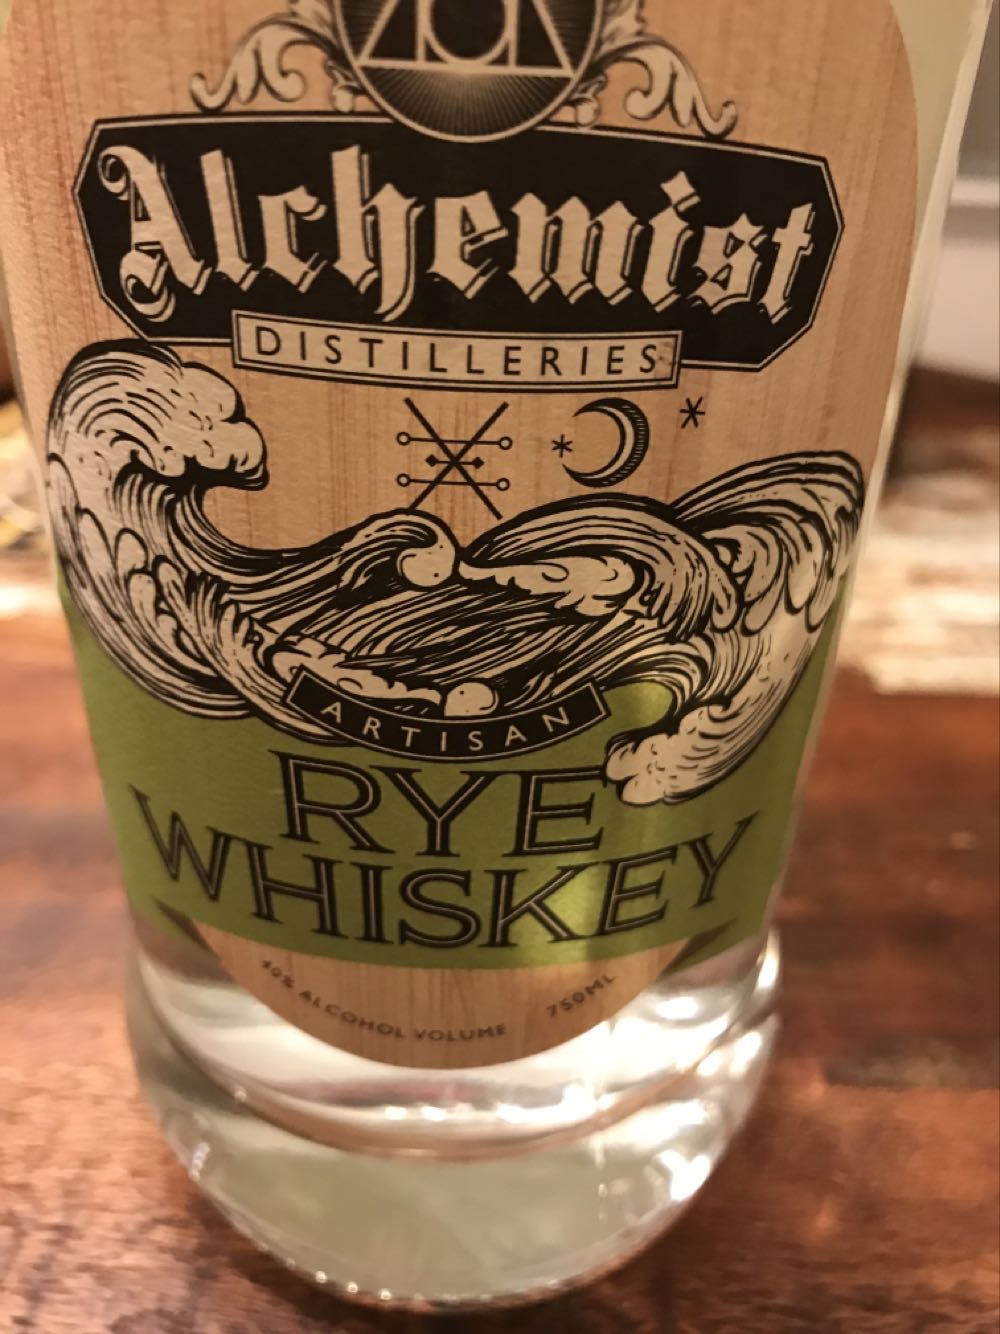 Alchemist
DISTILLERIES
ARTISAN
RYE
WHISKEY
40% ALCOHOL VOLUME 750ML